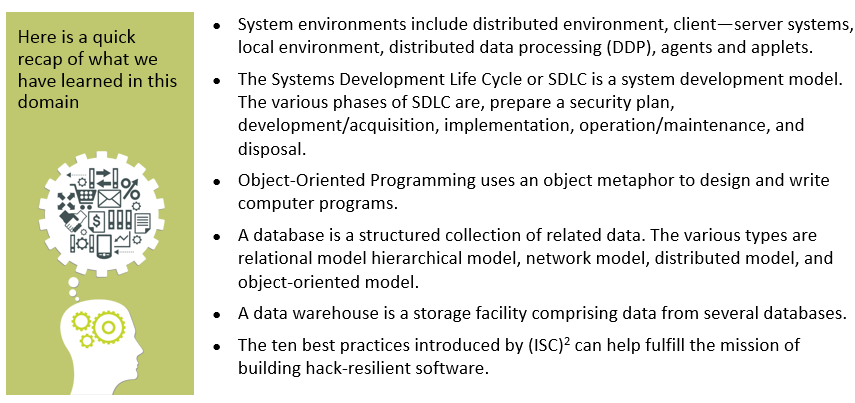 Here is a quick
recap of what we
have learned in this
domain
• System environments include distributed environment, client—server systems,
local environment, distributed data processing (DDP), agents and applets.
• The Systems Development Life Cycle or SDLC is a system development model.
The various phases of SDLC are, prepare a security plan,
development/acquisition, implementation, operation/maintenance, and
disposal.
• Object-Oriented Programming uses an object metaphor to design and write
computer programs.
• A database is a structured collection of related data. The various types are
relational model hierarchical model, network model, distributed model, and
object-oriented model.
• A data warehouse is a storage facility comprising data from several databases.
• The ten best practices introduced by (ISC)² can help fulfill the mission of
building hack-resilient software.